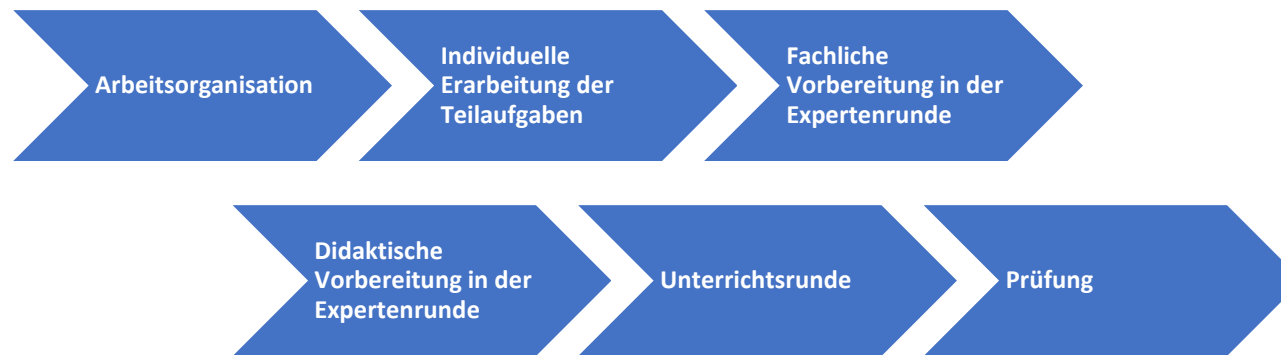 Arbeitsorganisation
Individuelle
Erarbeitung der
Teilaufgaben
Fachliche
Vorbereitung in der
Expertenrunde
Didaktische
Vorbereitung in der
Expertenrunde
Unterrichtsrunde
Prüfung